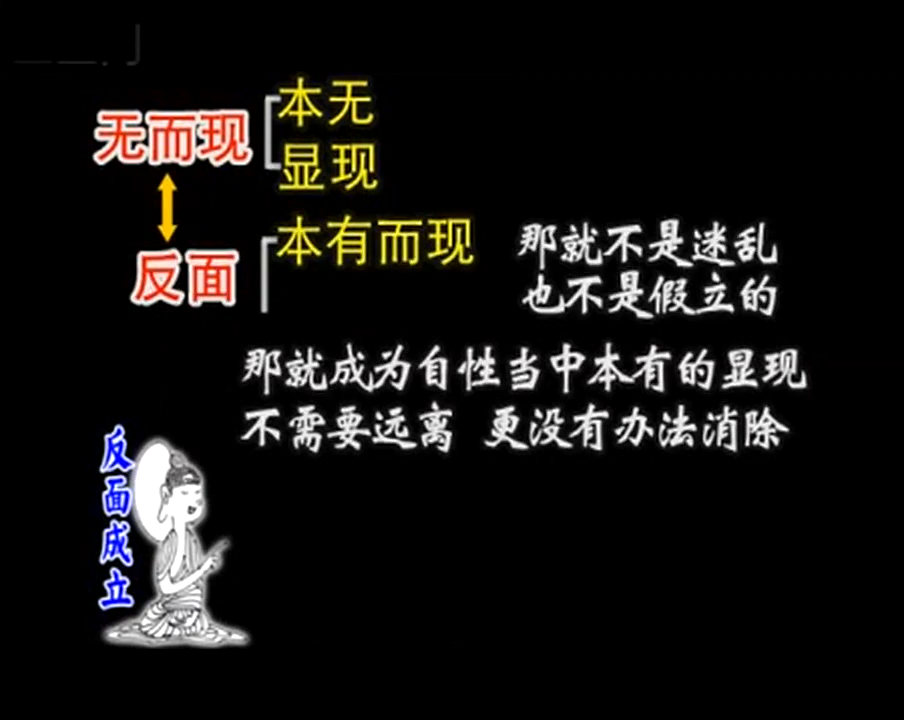 无而现
本无
显现
反面
本有而现
那就不是迷乱
也不是假立的
那就成为自性当中本有的显现
不需要远离 更没有办法消除
反面成立